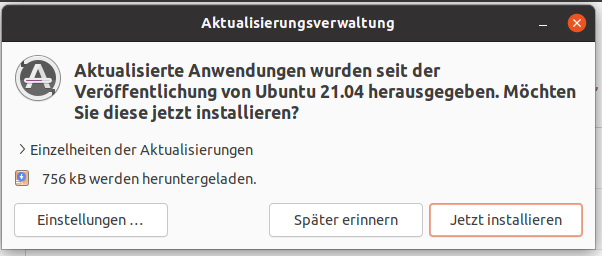 Aktualisierungsverwaltung
Aktualisierte Anwendungen wurden seit der
Veröffentlichung von Ubuntu 21.04 herausgegeben. Möchten
Sie diese jetzt installieren?
Einzelheiten der Aktualisierungen
756 kB werden heruntergeladen.
Einstellungen …
Später erinnern
Jetzt installieren